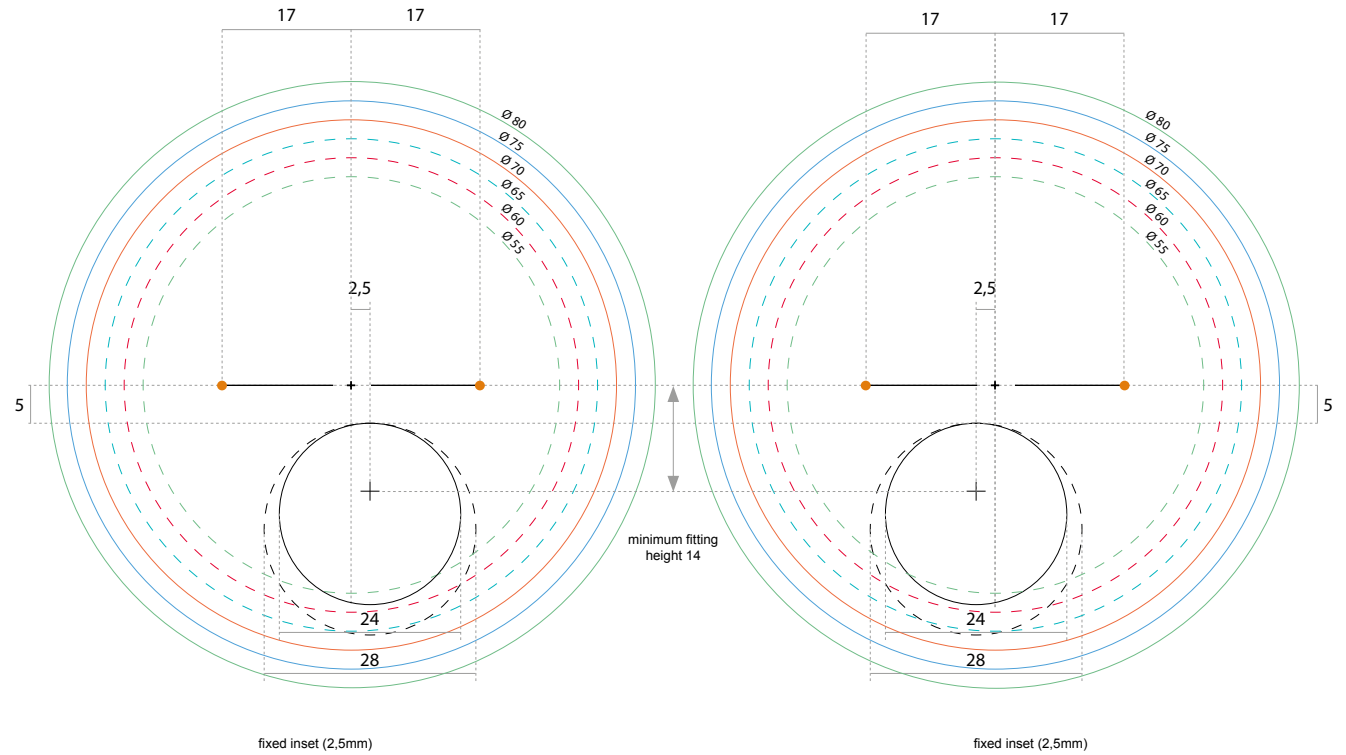 17 17 17 17
Ø 80 Ø 80
Ø 75 Ø 75
Ø 70 Ø 70
Ø 65 Ø 65
Ø 60 Ø 60
Ø 55 Ø 55
2,5 2,5
5 5
minimum fitting
height 14
24 24
28 28
fixed inset (2,5mm) fixed inset (2,5mm)